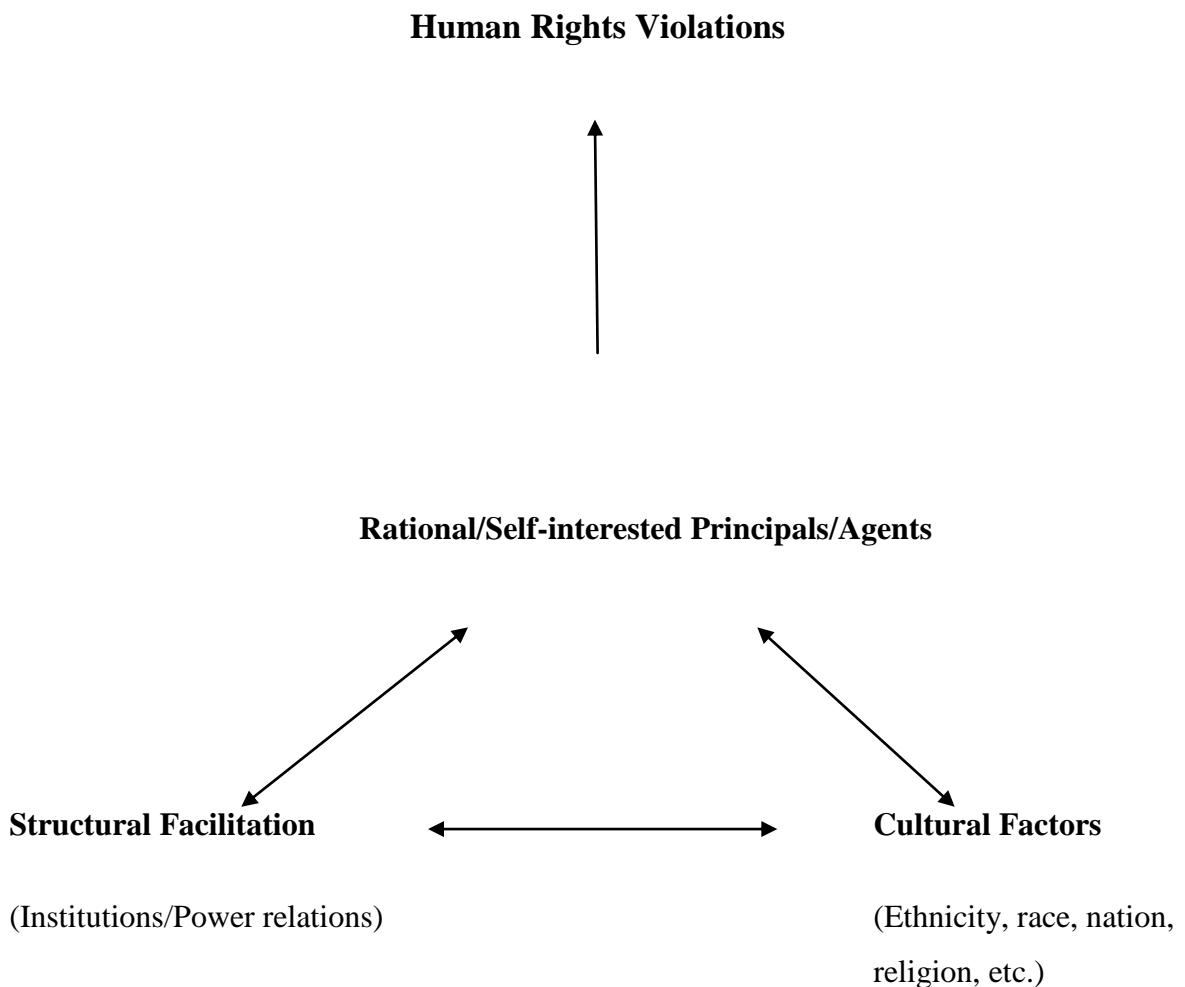 Human Rights Violations
Rational/Self-interested Principals/Agents
Structural Facilitation
Cultural Factors
(Institutions/Power relations)
(Ethnicity, race, nation,
religion, etc.)